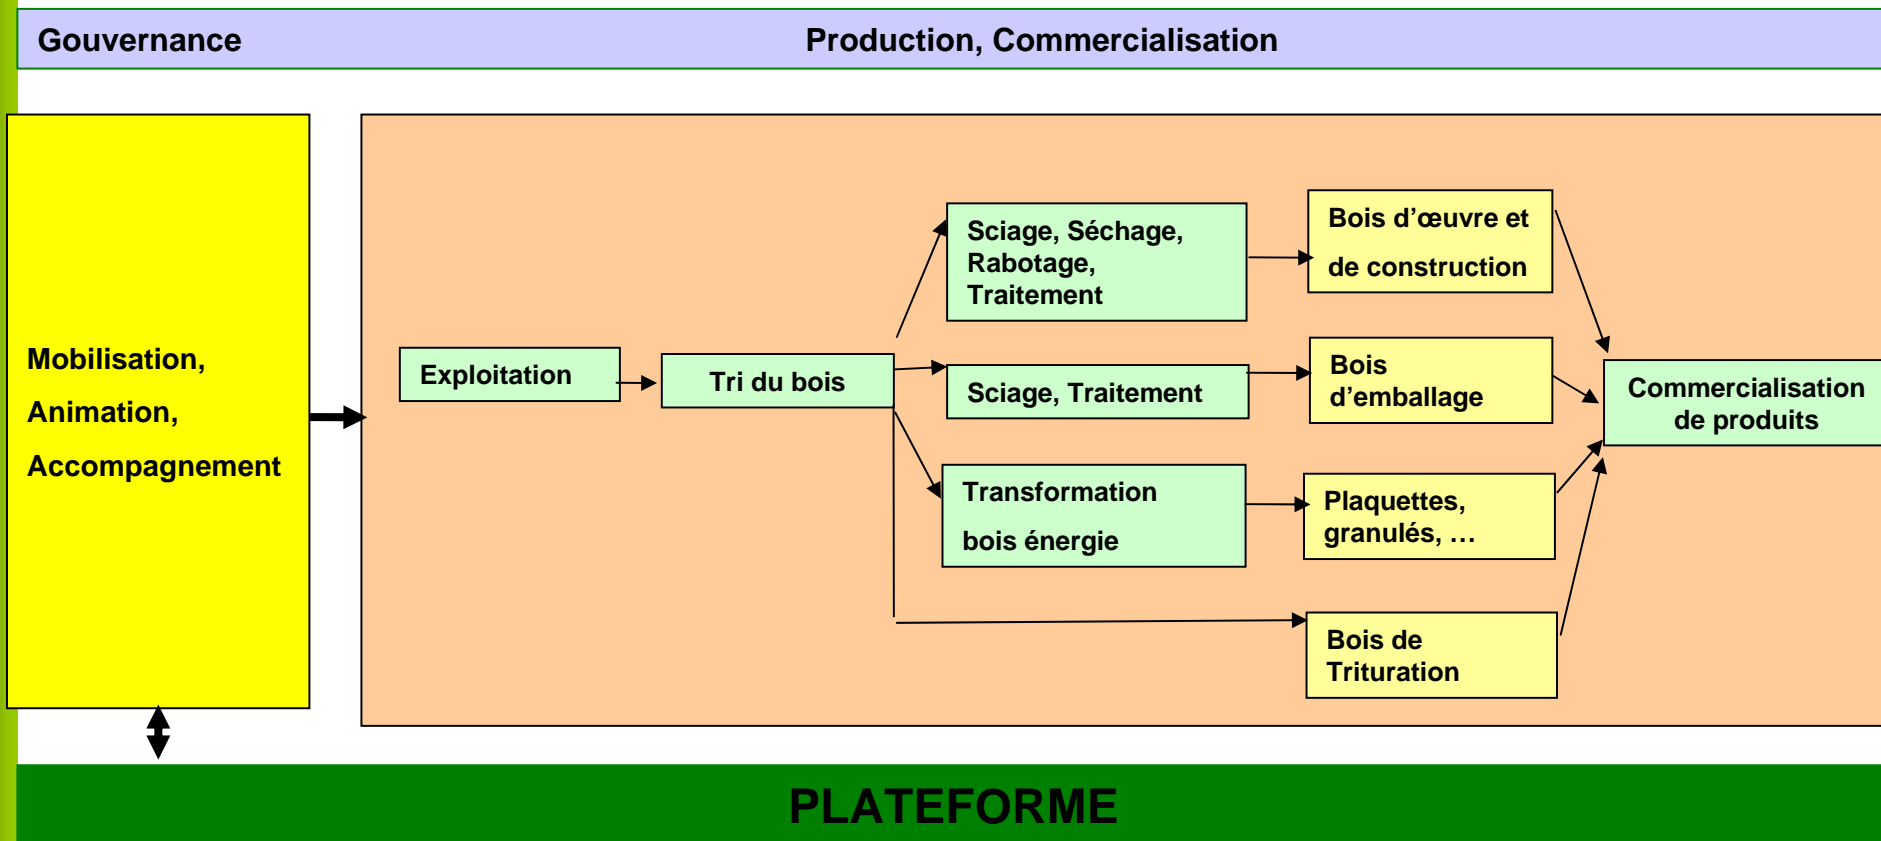 Gouvernance
Production, Commercialisation
Mobilisation,
Animation,
Accompagnement
Exploitation
Tri du bois
Sciage, Séchage,
Rabotage,
Traitement
Sciage, Traitement
Transformation
bois énergie
Bois d’œuvre et
de construction
Bois
d’emballage
Plaquettes,
granulés, …
Bois de
Trituration
Commercialisation
de produits
PLATEFORME